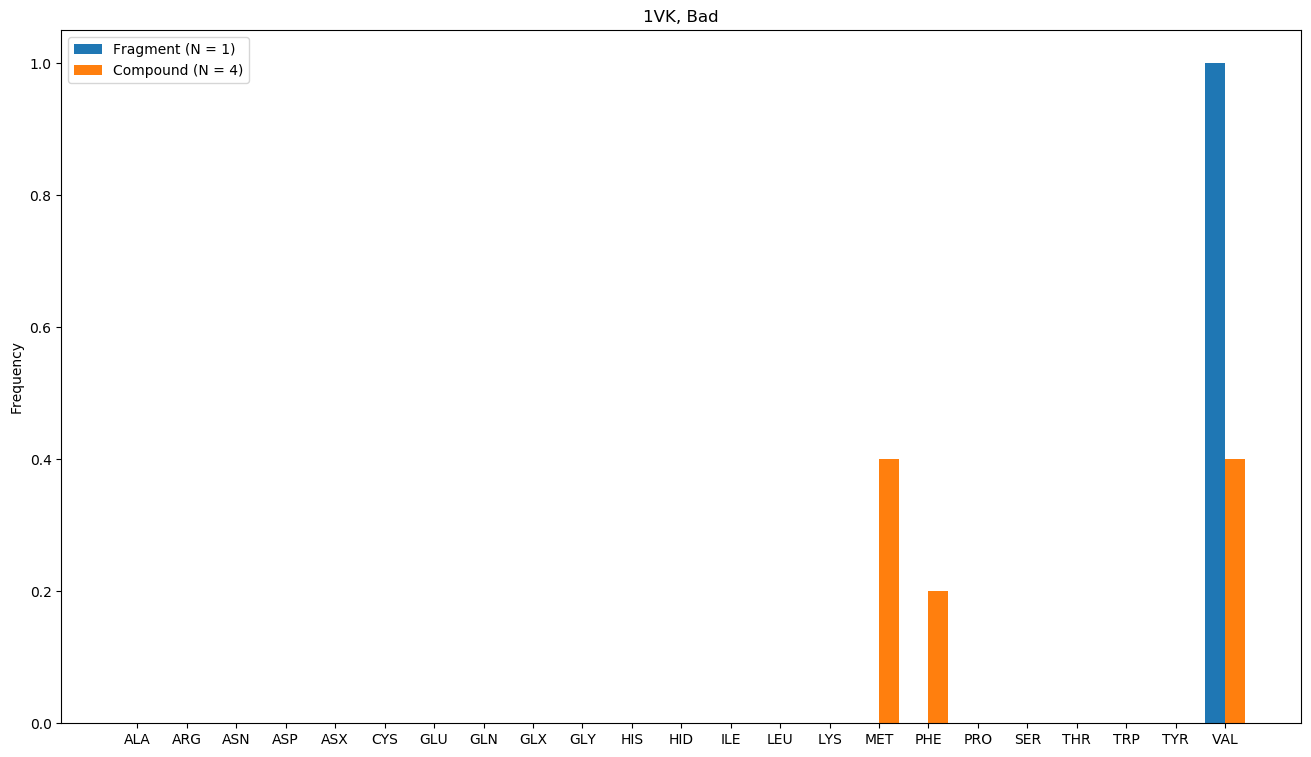 1VK, Bad
Fragment (N = 1)
Compound (N = 4)
Frequency
1.0
0.8
0.6
0.4
0.2
0.0
ALA ARG ASN ASP ASX CYS GLU GLN GLX GLY HIS HID ILE LEU LYS MET PHE PRO SER THR TRP TYR VAL